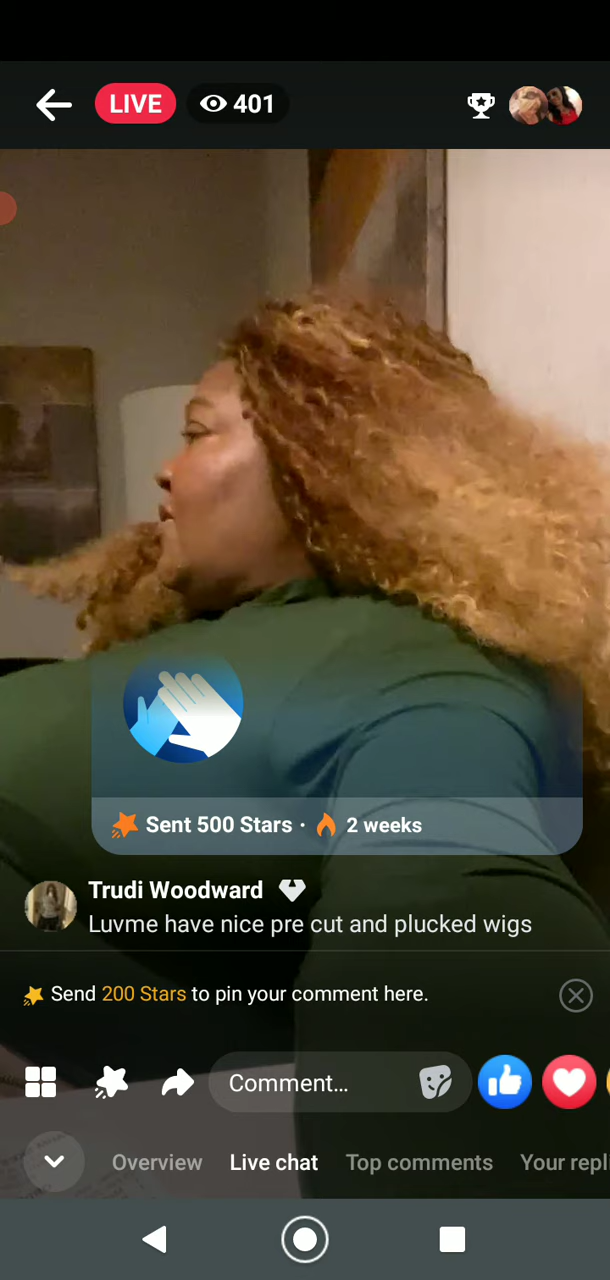 LIVE 401
Sent 500 Stars · 2 weeks
Trudi Woodward
Luvme have nice pre cut and plucked wigs
Send 200 Stars to pin your comment here.
Comment...
Overview Live chat Top comments Your repl